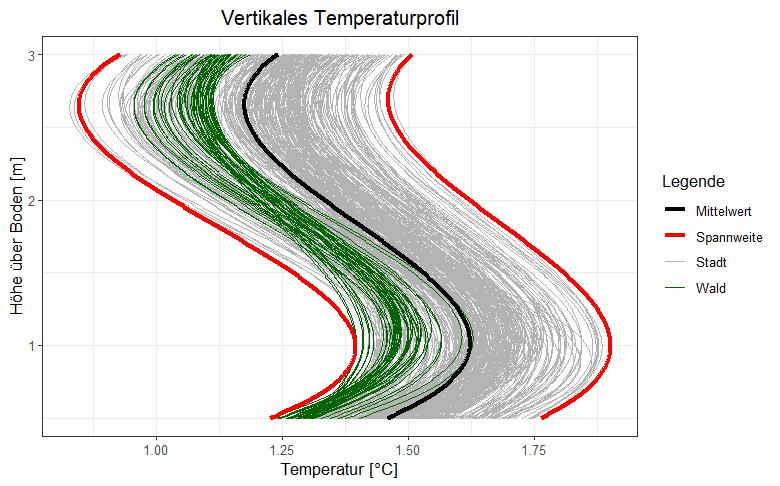 Vertikales Temperaturprofil
Höhe über Boden [m]
3
2
1
1.00 1.25 1.50 1.75
Temperatur [°C]
Legende
Mittelwert
Spannweite
Stadt
Wald